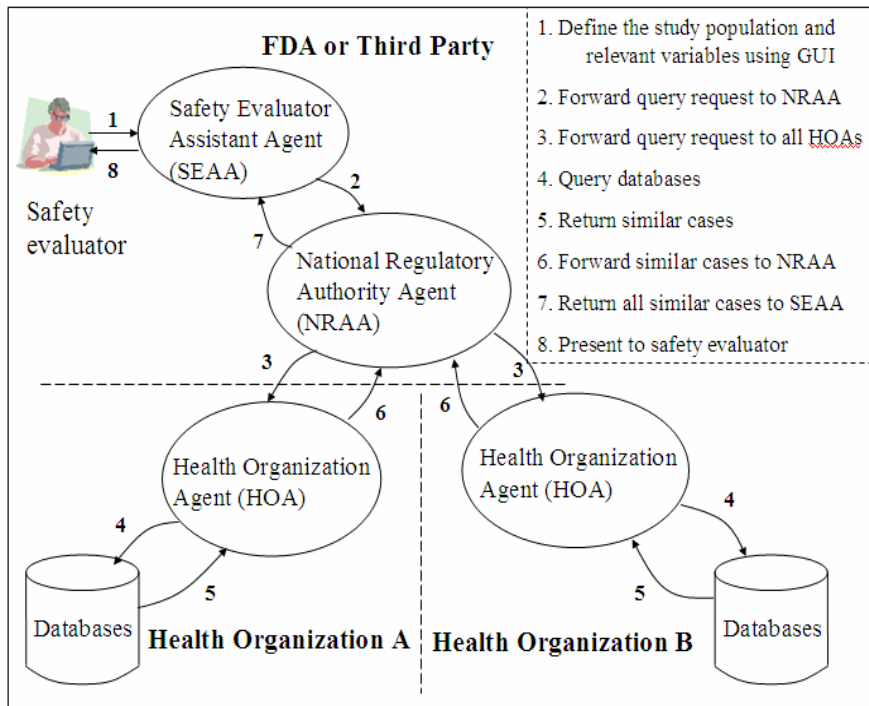 FDA or Third Party
1
8
Safety
evaluator
Safety Evaluator
Assistant Agent
(SEAA)
2
7
National Regulatory
Authority Agent
(NRAA)
3
6
6
3
Health Organization
Agent (HOA)
4
5
Databases
Health Organization A
Health Organization
Agent (HOA)
4
5
Databases
Health Organization B
1. Define the study population and
relevant variables using GUI
2. Forward query request to NRAA
3. Forward query request to all HOAs
4. Query databases
5. Return similar cases
6. Forward similar cases to NRAA
7. Return all similar cases to SEAA
8. Present to safety evaluator